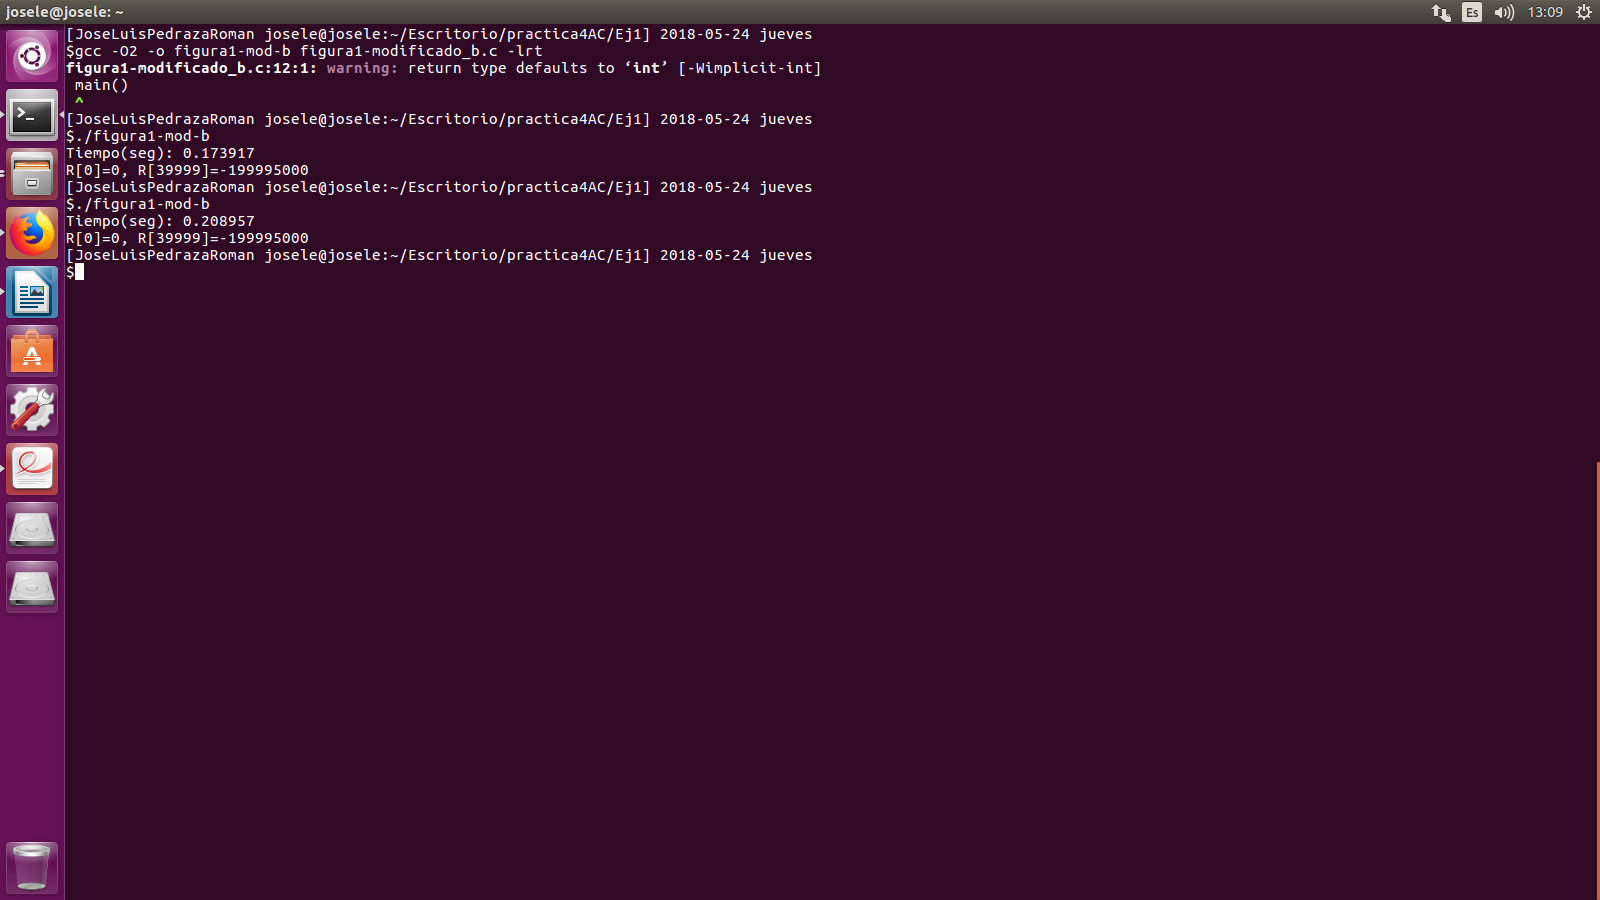 josele@josele: ~
Es
13:09
[JoseLuisPedrazaRoman josele@josele:~/Escritorio/practica4AC/Ej1] 2018-05-24 jueves
$gcc -O2 -o figura1-mod-b figura1-modificado_b.c -lrt
figura1-modificado_b.c:12:1: warning: return type defaults to ‘int’ [-Wimplicit-int]
main()
^
[JoseLuisPedrazaRoman josele@josele:~/Escritorio/practica4AC/Ej1] 2018-05-24 jueves
$./figura1-mod-b
Tiempo(seg): 0.173917
R[0]=0, R[39999]=-199995000
[JoseLuisPedrazaRoman josele@josele:~/Escritorio/practica4AC/Ej1] 2018-05-24 jueves
$./figura1-mod-b
Tiempo(seg): 0.208957
R[0]=0, R[39999]=-199995000
[JoseLuisPedrazaRoman josele@josele:~/Escritorio/practica4AC/Ej1] 2018-05-24 jueves
$